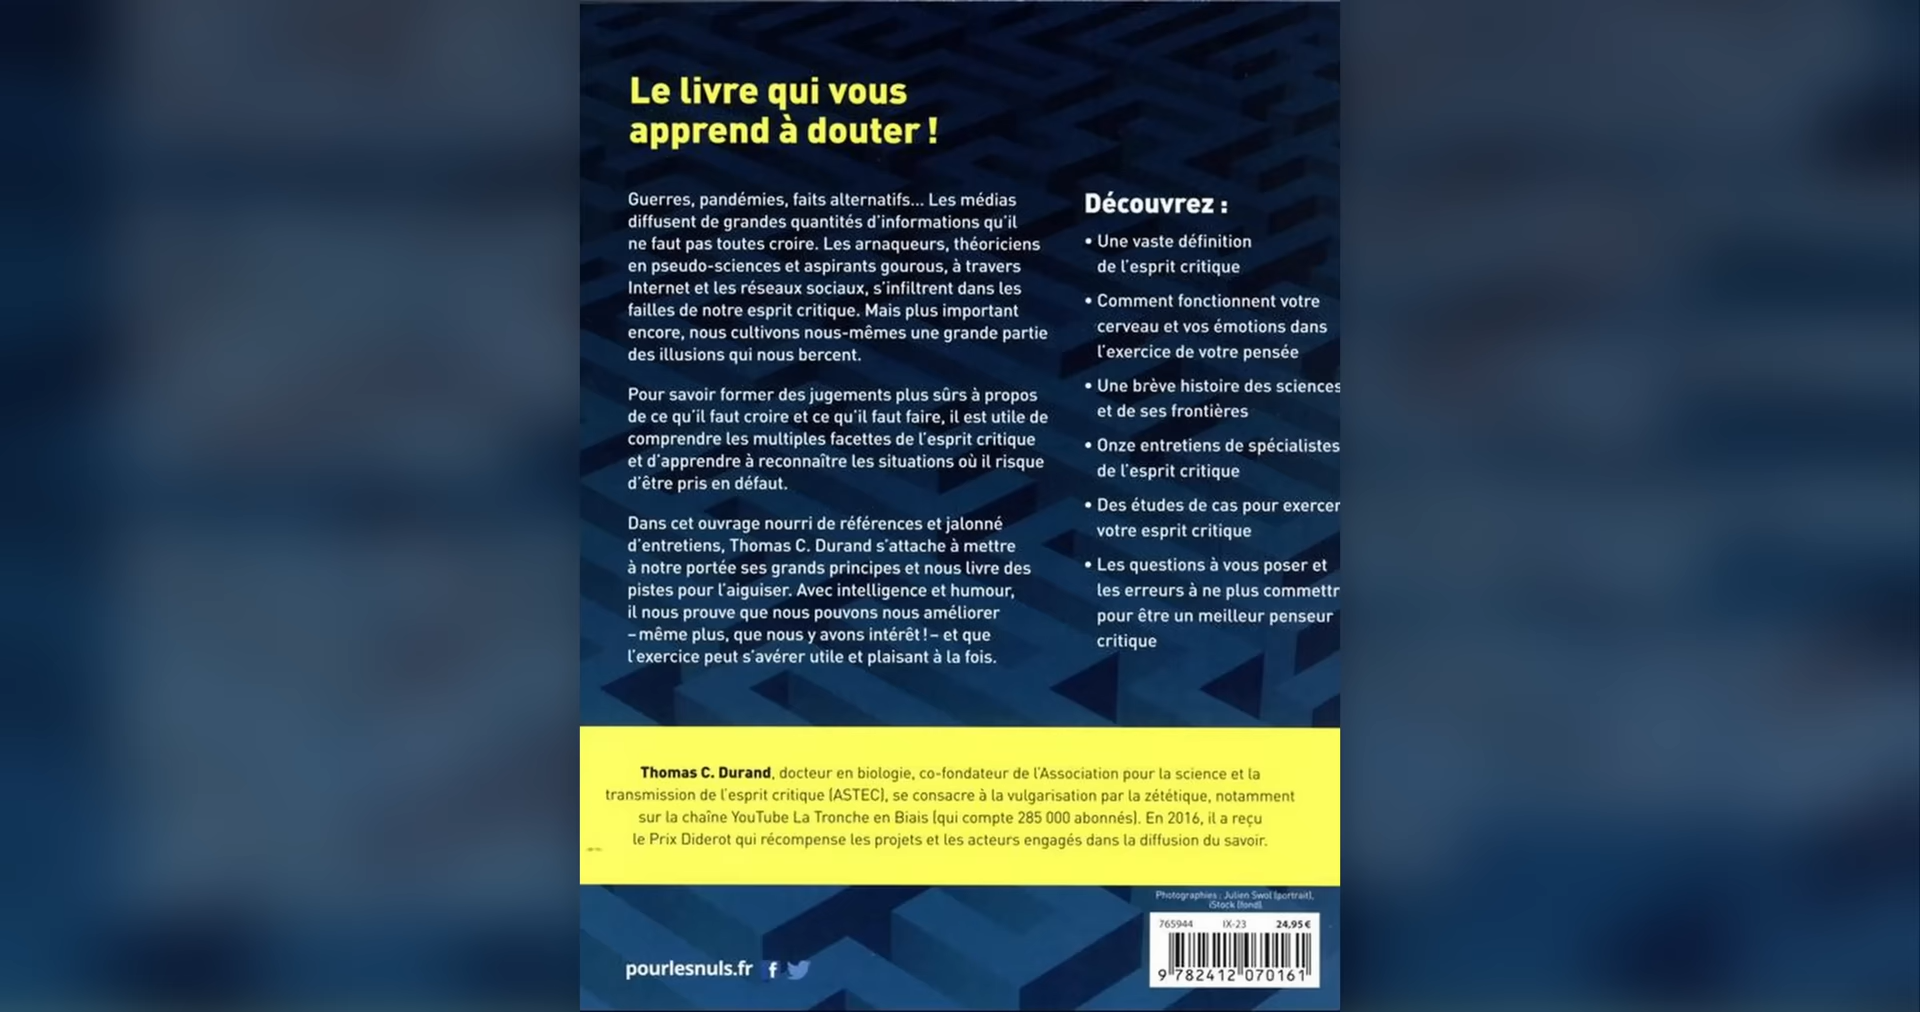 Le livre qui vous
apprend à douter !
Guerres, pandémies, faits alternatifs... Les médias
diffusent de grandes quantités d'informations qu'il
ne faut pas toutes croire. Les arnaqueurs, théoriciens
en pseudo-sciences et aspirants gourous, à travers
Internet et les réseaux sociaux, s'infiltrent dans les
failles de notre esprit critique. Mais plus important
encore, nous cultivons nous-mêmes une grande partie
des illusions qui nous bercent.
Pour savoir former des jugements plus sûrs à propos
de ce qu'il faut croire et ce qu'il faut faire, il est utile de
comprendre les multiples facettes de l'esprit critique
et d'apprendre à reconnaître les situations où il risque
d'être pris en défaut.
Dans cet ouvrage nourri de références et jalonné
d'entretiens, Thomas C. Durand s'attache à mettre
à notre portée ses grands principes et nous livre des
pistes pour l'aiguiser. Avec intelligence et humour,
il nous prouve que nous pouvons nous améliorer
– même plus, que nous y avons intérêt ! – et que
l'exercice peut s'avérer utile et plaisant à la fois.
Découvrez :
• Une vaste définition
de l'esprit critique
• Comment fonctionnent votre
cerveau et vos émotions dans
l'exercice de votre pensée
• Une brève histoire des sciences
et de ses frontières
• Onze entretiens de spécialistes
de l'esprit critique
• Des études de cas pour exercer
votre esprit critique
• Les questions à vous poser et
les erreurs à ne plus commettr
pour être un meilleur penseur
critique
Thomas C. Durand, docteur en biologie, co-fondateur de l'Association pour la science et la
transmission de l'esprit critique (ASTEC), se consacre à la vulgarisation par la zététique, notamment
sur la chaîne YouTube La Tronche en Biais (qui compte 285 000 abonnés). En 2016, il a reçu
le Prix Diderot qui récompense les projets et les acteurs engagés dans la diffusion du savoir.
Photographies : Julien Swol (portrait),
iStock (fond)
765944 IX-23 24,95 €
9 782412 070161
pourlesnuls.fr